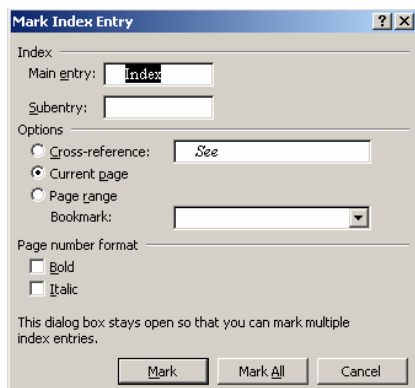 Mark Index Entry
Index
Main entry: Index
Subentry:
Options
Cross-reference: See
Current page
Page range
Bookmark:
Page number format
Bold
Italic
This dialog box stays open so that you can mark multiple
index entries.
Mark Mark All Cancel